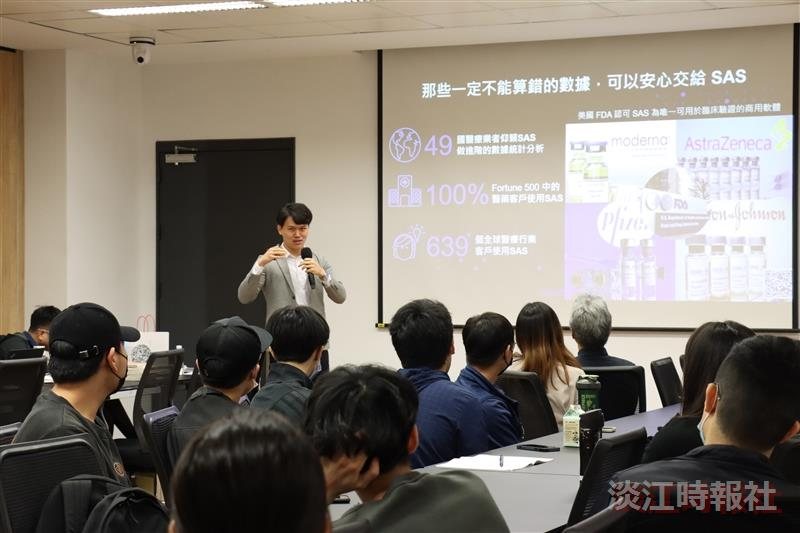 那些一定不能算錯的數據，可以安心交給 SAS
美國 FDA 認可 SAS 為唯一可用於臨床驗證的商用軟體
49 國醫療業者仰賴SAS
做進階的數據統計分析
100% Fortune 500 中的
醫藥客戶使用SAS
639 個全球醫療行業
客戶使用SAS
moderna
AstraZeneca
Pfizer
Johnson
淡江時報社